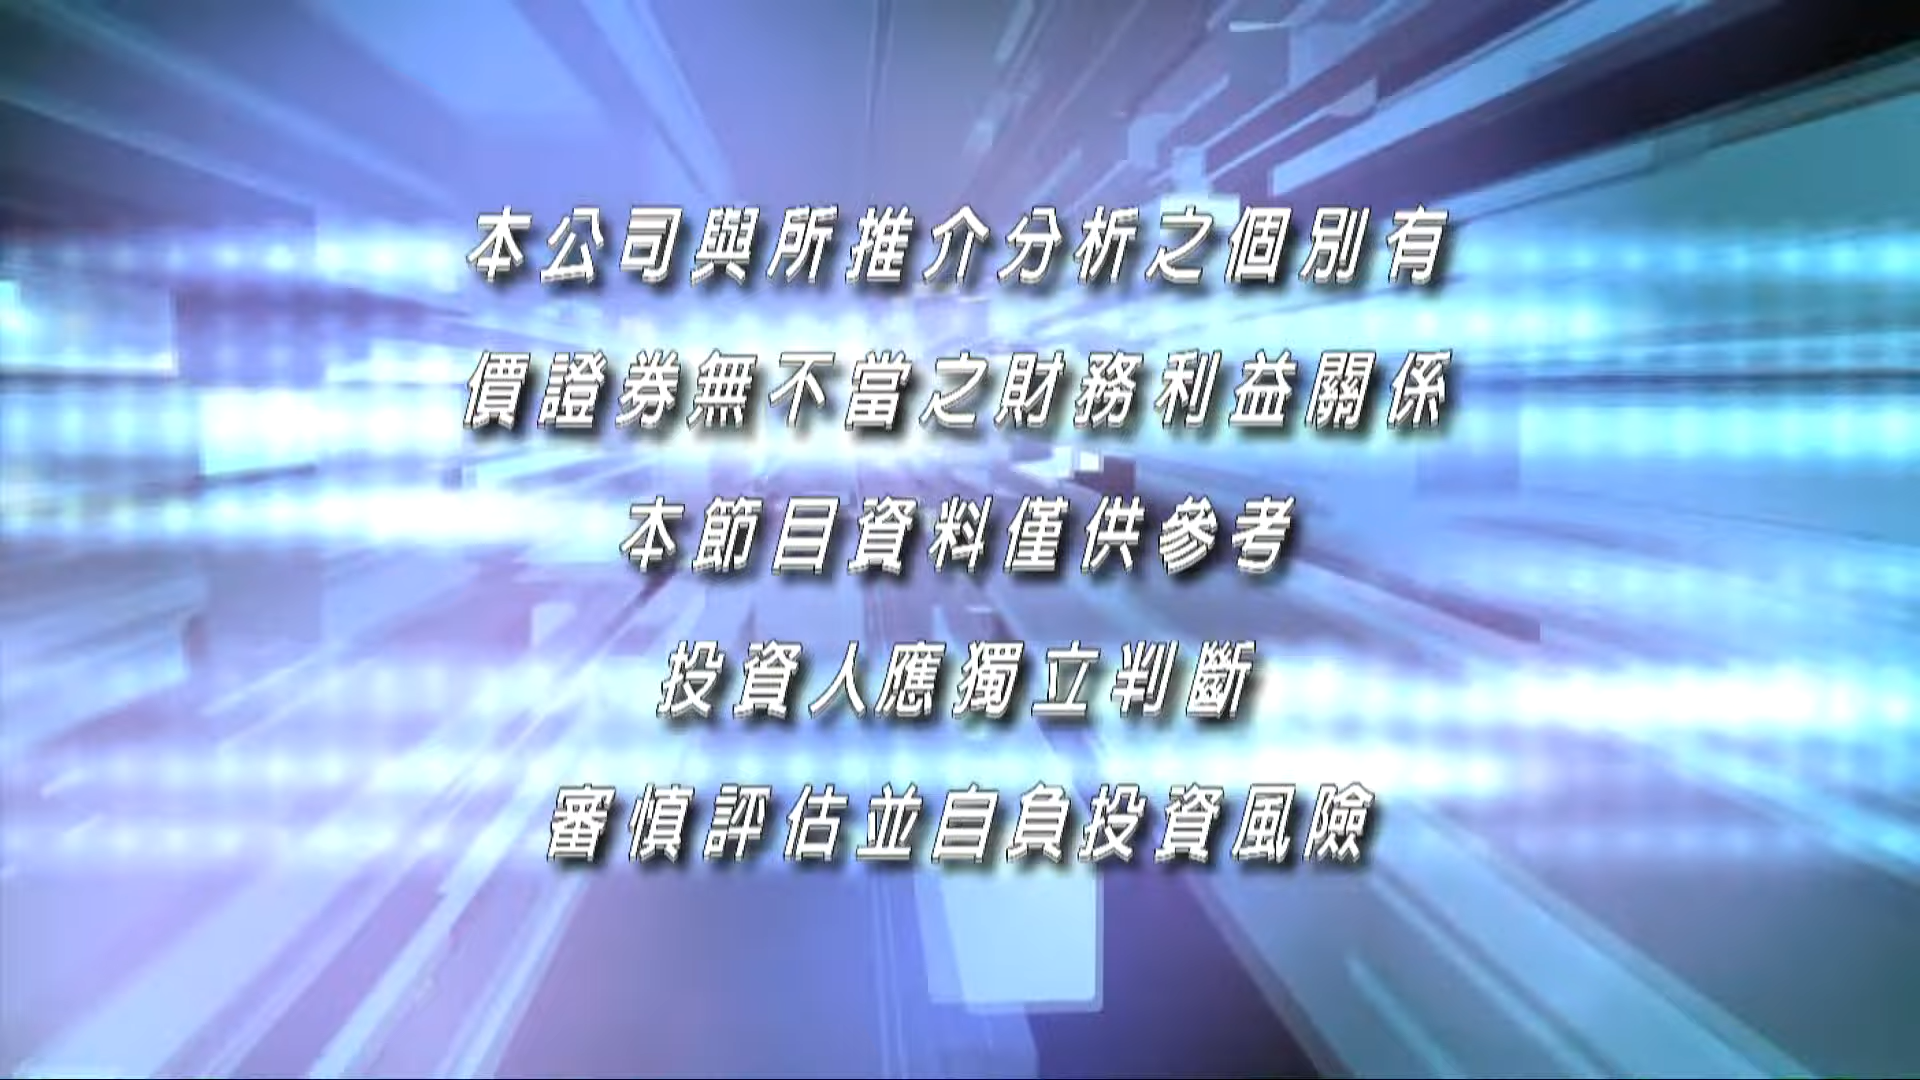 本公司與所推介分析之個別有
價證券無不當之財務利益關係
本節目資料僅供參考
投資人應獨立判斷
審慎評估並自負投資風險